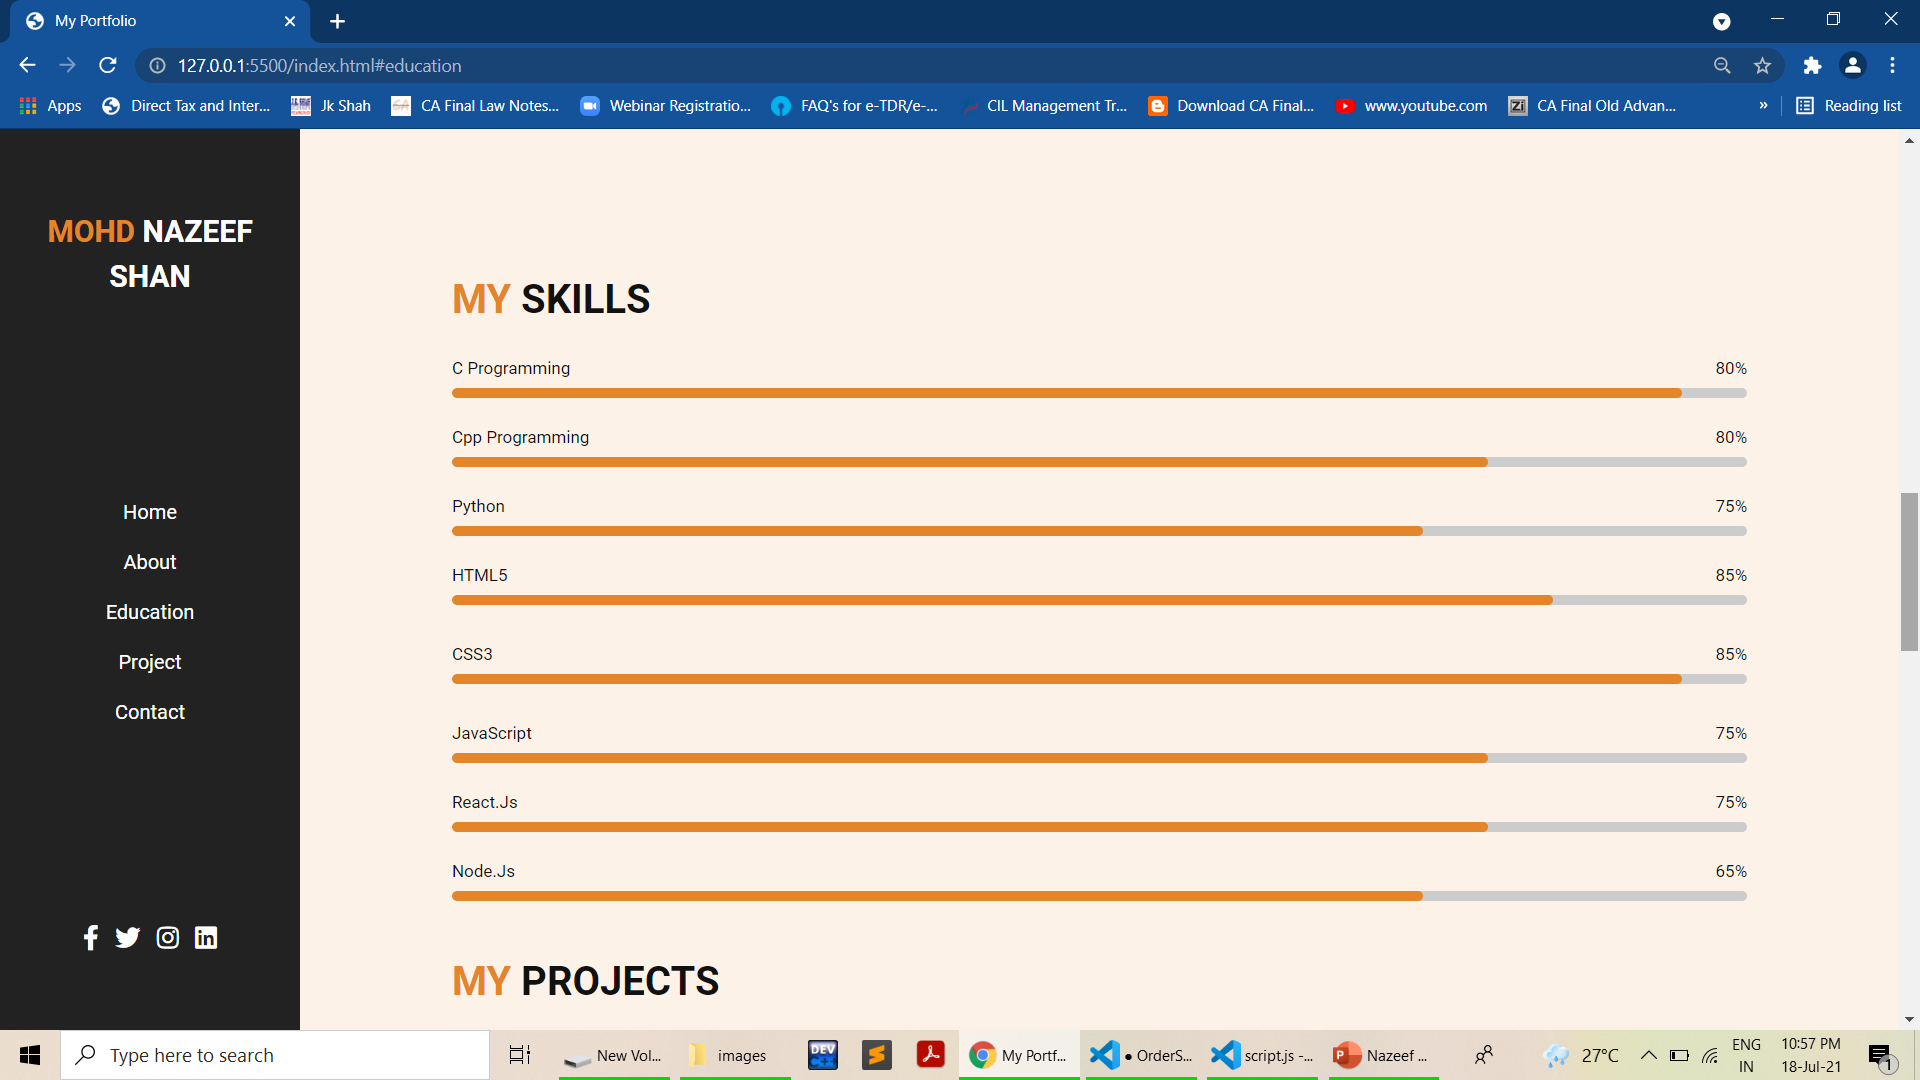 My Portfolio
127.0.0.1:5500/index.html#education
Apps
Direct Tax and Inter...
Jk Shah
CA Final Law Notes...
Webinar Registratio...
FAQ's for e-TDR/e-...
CIL Management Tr...
Download CA Final...
www.youtube.com
CA Final Old Advan...
»
Reading list
MOHD NAZEEF
SHAN
Home
About
Education
Project
Contact
MY SKILLS
C Programming 80%
Cpp Programming 80%
Python 75%
HTML5 85%
CSS3 85%
JavaScript 75%
React.Js 75%
Node.Js 65%
MY PROJECTS
Type here to search
New Vol...
images
DEV
My Portf...
● OrderS...
script.js -...
Nazeef ...
27°C
ENG
IN
10:57 PM
18-Jul-21
1